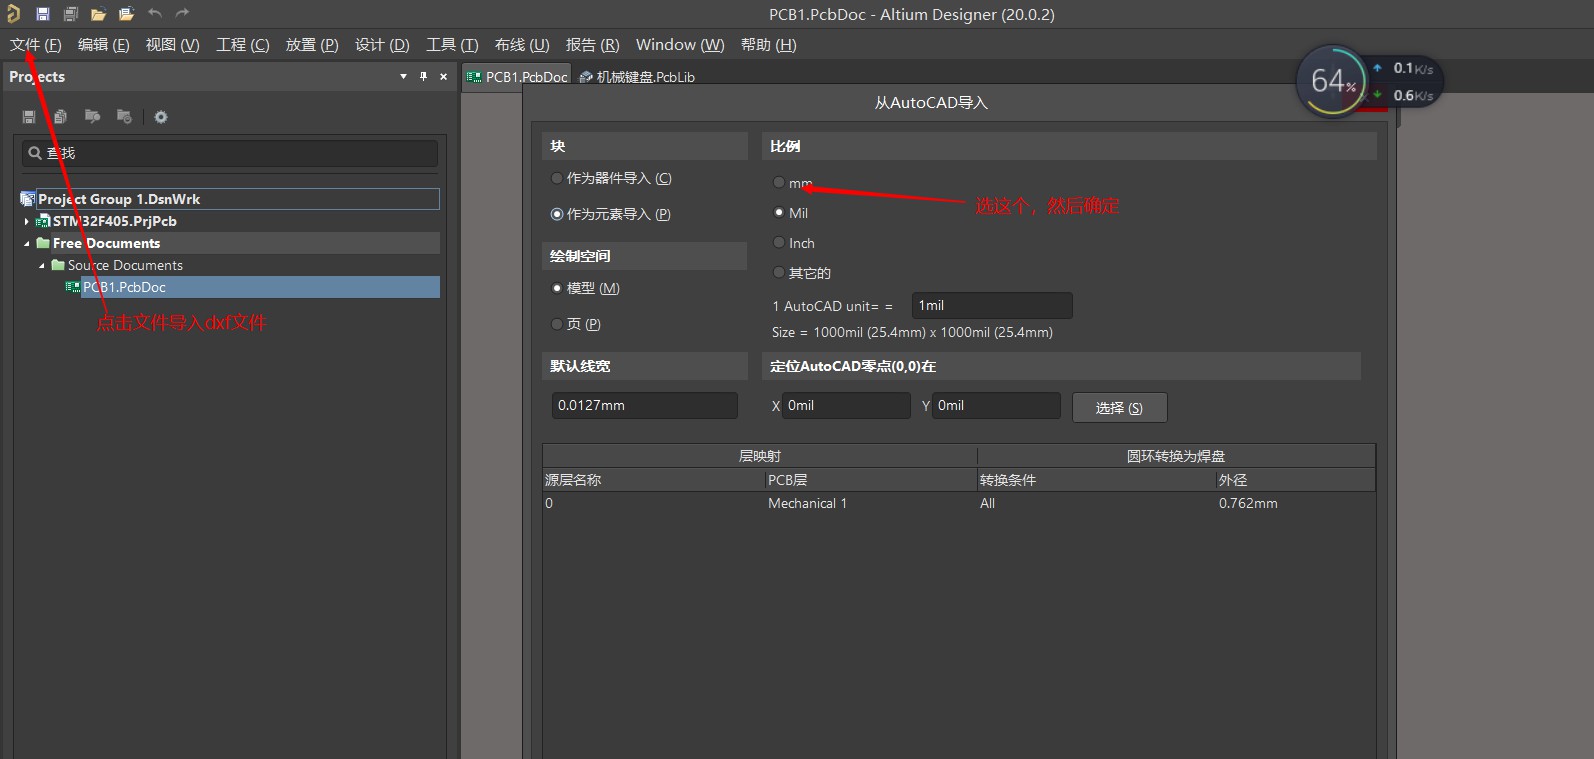 PCB1.PcbDoc - Altium Designer (20.0.2)
文件 (F) 编辑 (E) 视图 (V) 工程 (C) 放置 (P) 设计 (D) 工具 (T) 布线 (U) 报告 (R) Window (W) 帮助 (H)
Projects
PCB1.PcbDoc 机械键盘.PcbLib
64%
0.1K/s
0.6K/s
查找
Project Group 1.DsnWrk
STM32F405.PrjPcb
Free Documents
Source Documents
PCB1.PcbDoc
点击文件导入dxf文件
从AutoCAD导入
块
作为器件导入 (C)
作为元素导入 (P)
绘制空间
模型 (M)
页 (P)
默认线宽
0.0127mm
比例
mm
选这个，然后确定
Mil
Inch
其它的
1 AutoCAD unit= = 1mil
Size = 1000mil (25.4mm) x 1000mil (25.4mm)
定位AutoCAD零点(0,0)在
X 0mil Y 0mil 选择 (S)
层映射 圆环转换为焊盘
源层名称 PCB层 转换条件 外径
0 Mechanical 1 All 0.762mm